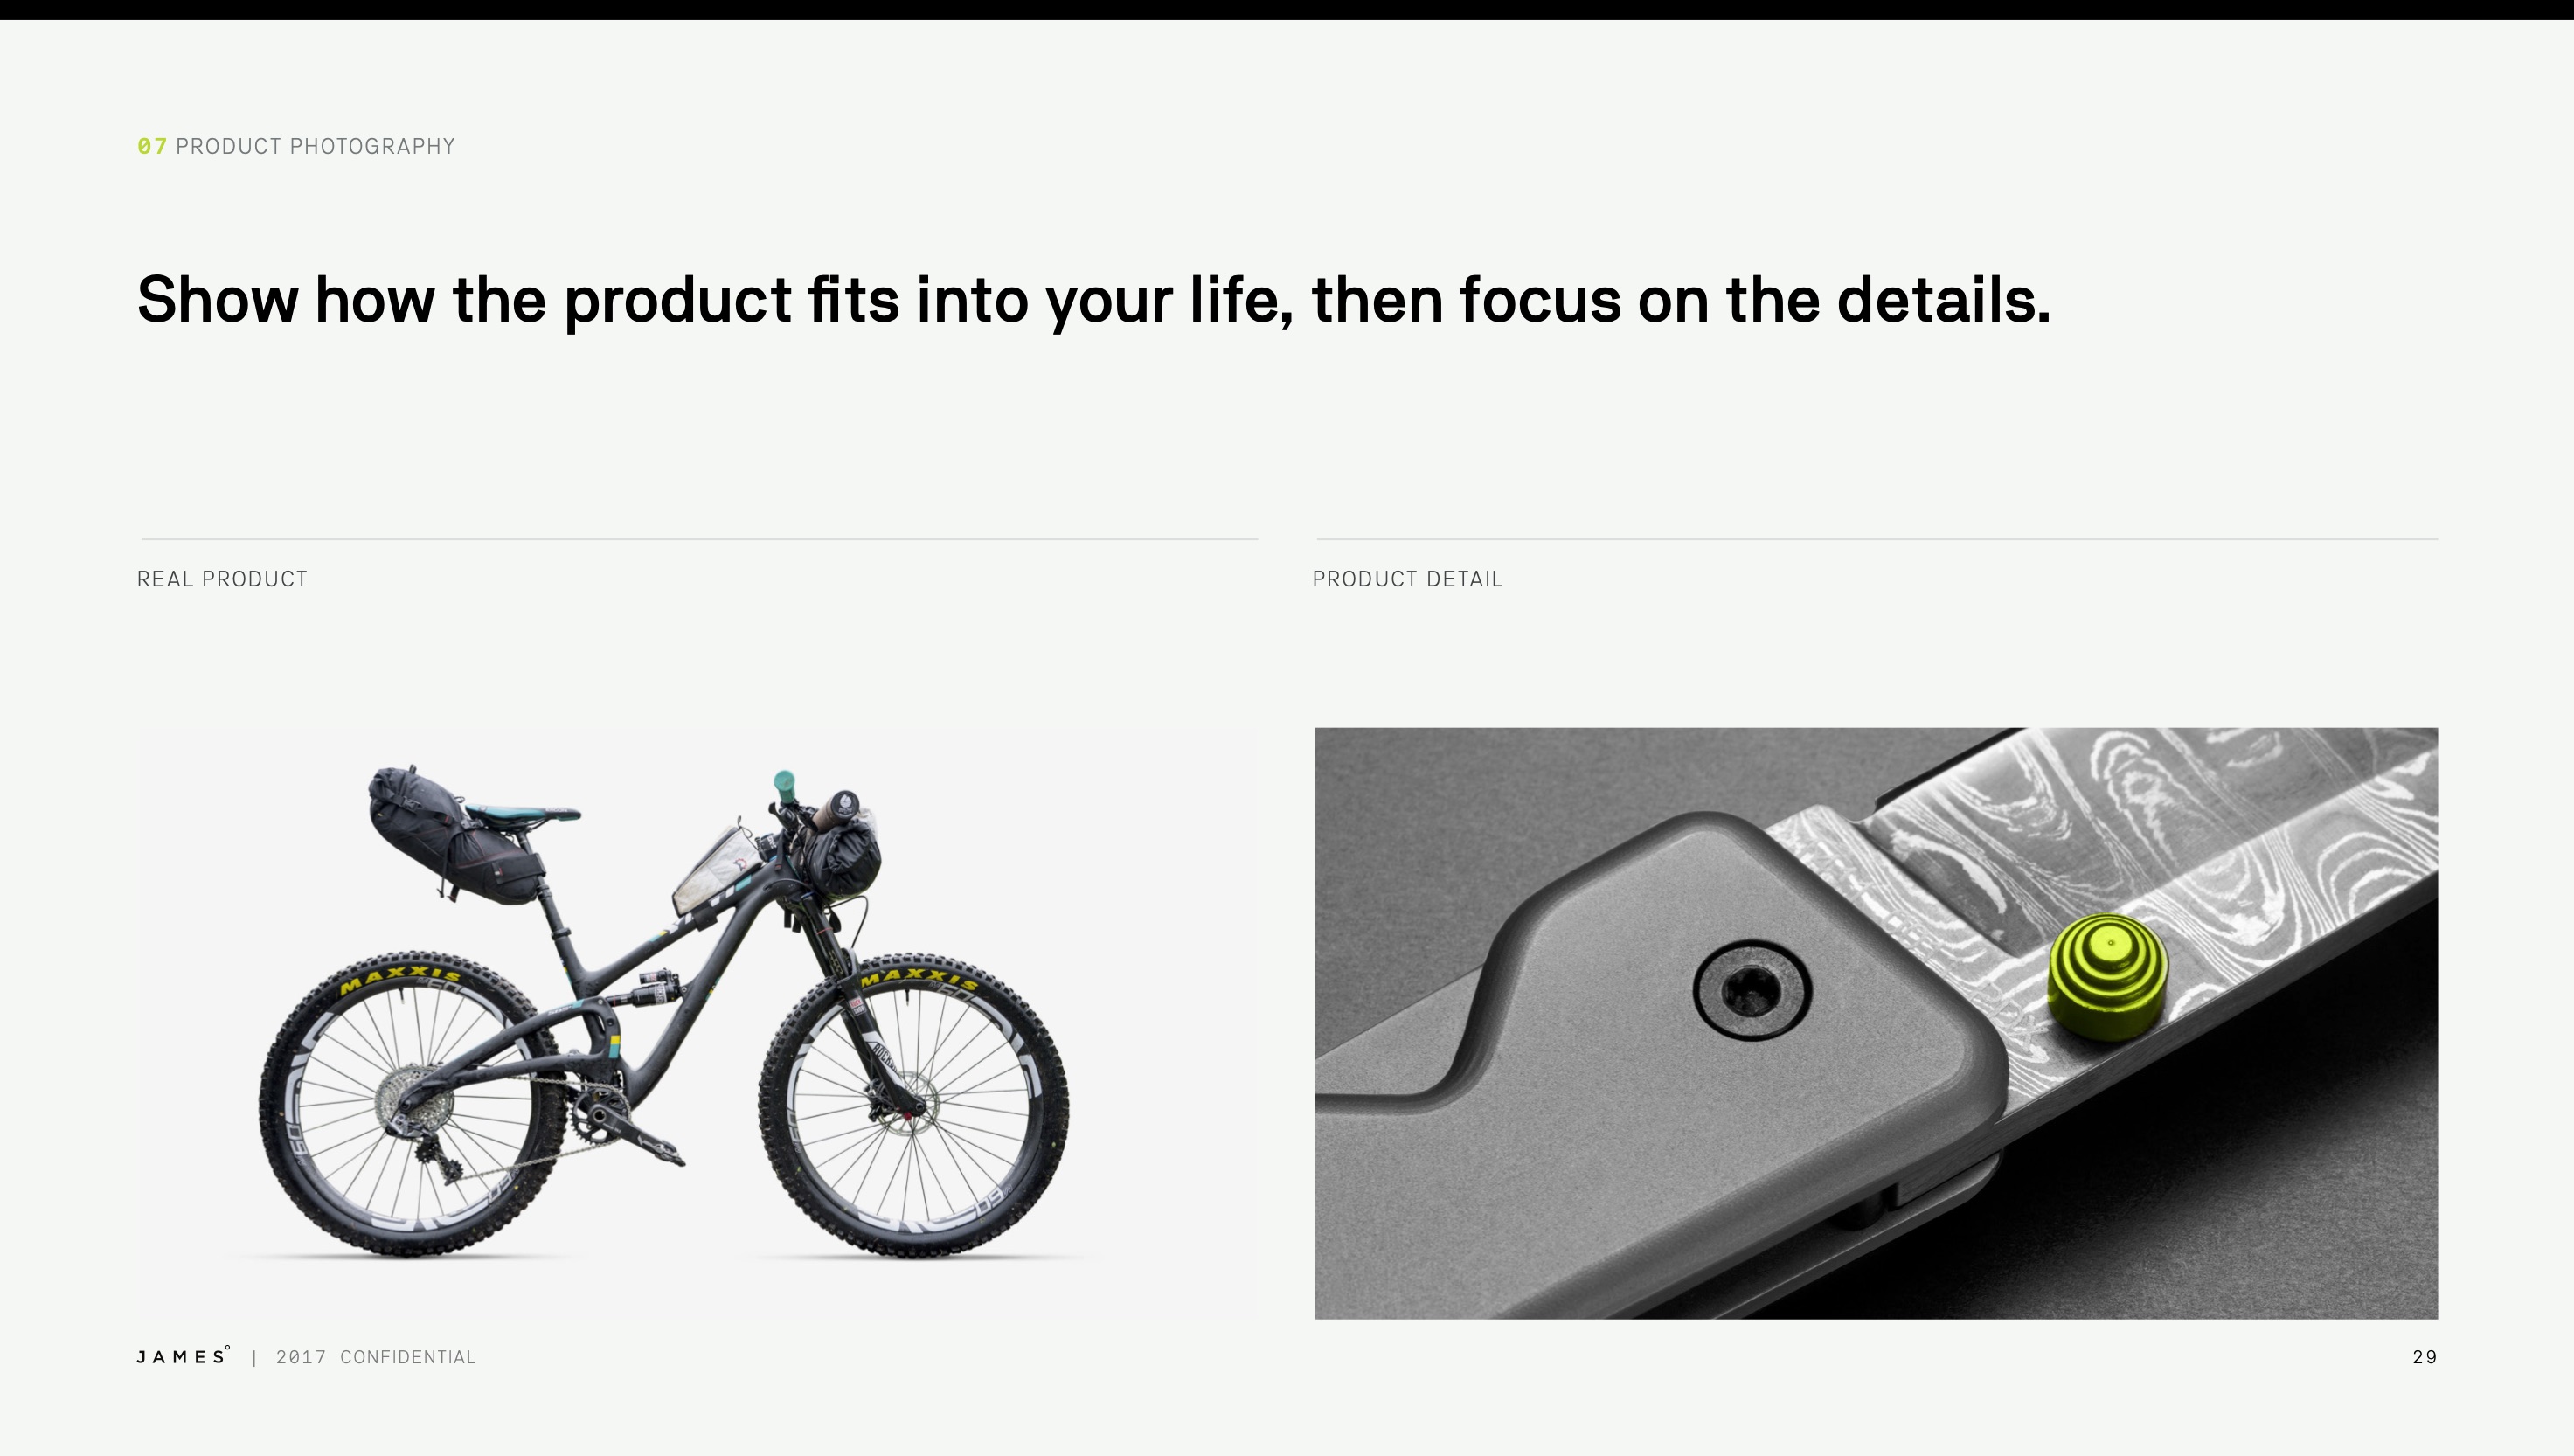 07 PRODUCT PHOTOGRAPHY
Show how the product fits into your life, then focus on the details.
REAL PRODUCT
PRODUCT DETAIL
MAXXIS
MAXXIS
JAMES° | 2017 CONFIDENTIAL
29